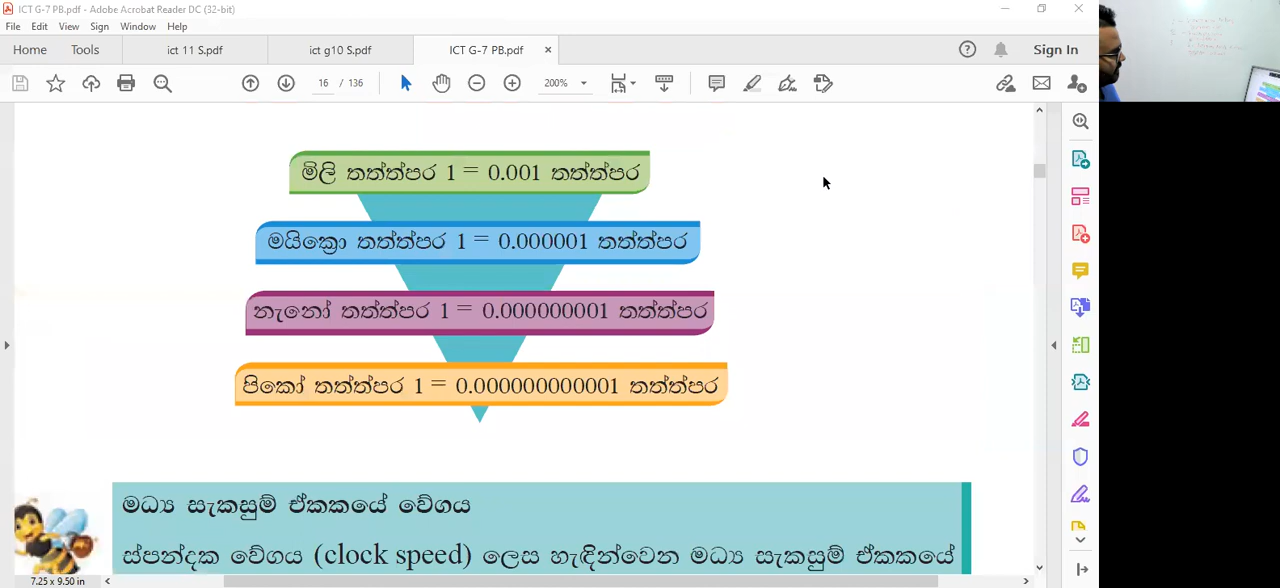 ICT G-7 PB.pdf - Adobe Acrobat Reader DC (32-bit)
File Edit View Sign Window Help
Home Tools ict 11 S.pdf ict g10 S.pdf ICT G-7 PB.pdf × Sign In
16 / 136 200%
මිලි තත්ත්පර 1 = 0.001 තත්ත්පර
මයික්‍රො තත්ත්පර 1 = 0.000001 තත්ත්පර
නැනෝ තත්ත්පර 1 = 0.000000001 තත්ත්පර
පිකෝ තත්ත්පර 1 = 0.000000000001 තත්ත්පර
මධ්‍ය සැකසුම් ඒකකයේ වේගය
ස්පන්දක වේගය (clock speed) ලෙස හැඳින්වෙන මධ්‍ය සැකසුම් ඒකකයේ
7.25 x 9.50 in